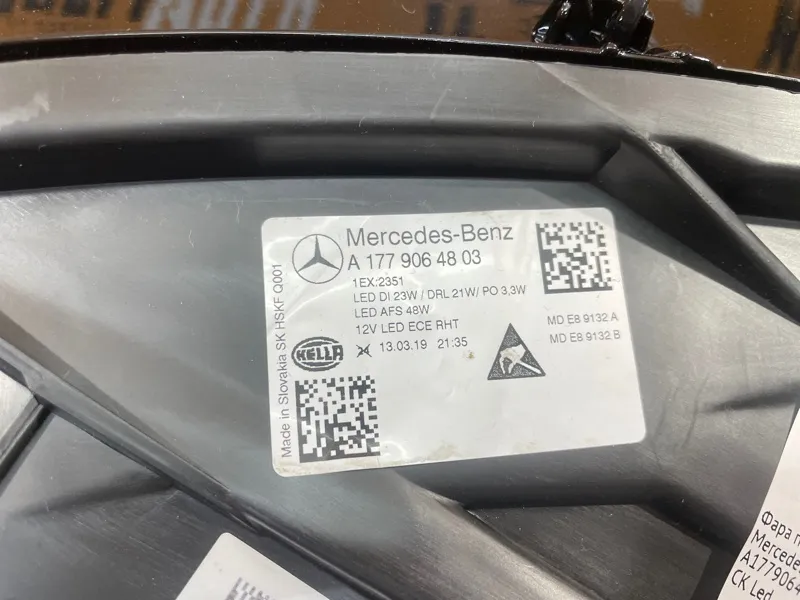 AUTO
Mercedes-Benz
A 177 906 48 03
1EX:2351
LED DI 23W / DRL 21W/ PO 3,3W
LED AFS 48W
12V LED ECE RHT
HELLA
13.03.19 21:35
MD E8 9132 A
MD E8 9132 B
Made in Slovakia SK HSKF Q001
Фара
Mercede
A1779064
CK Led